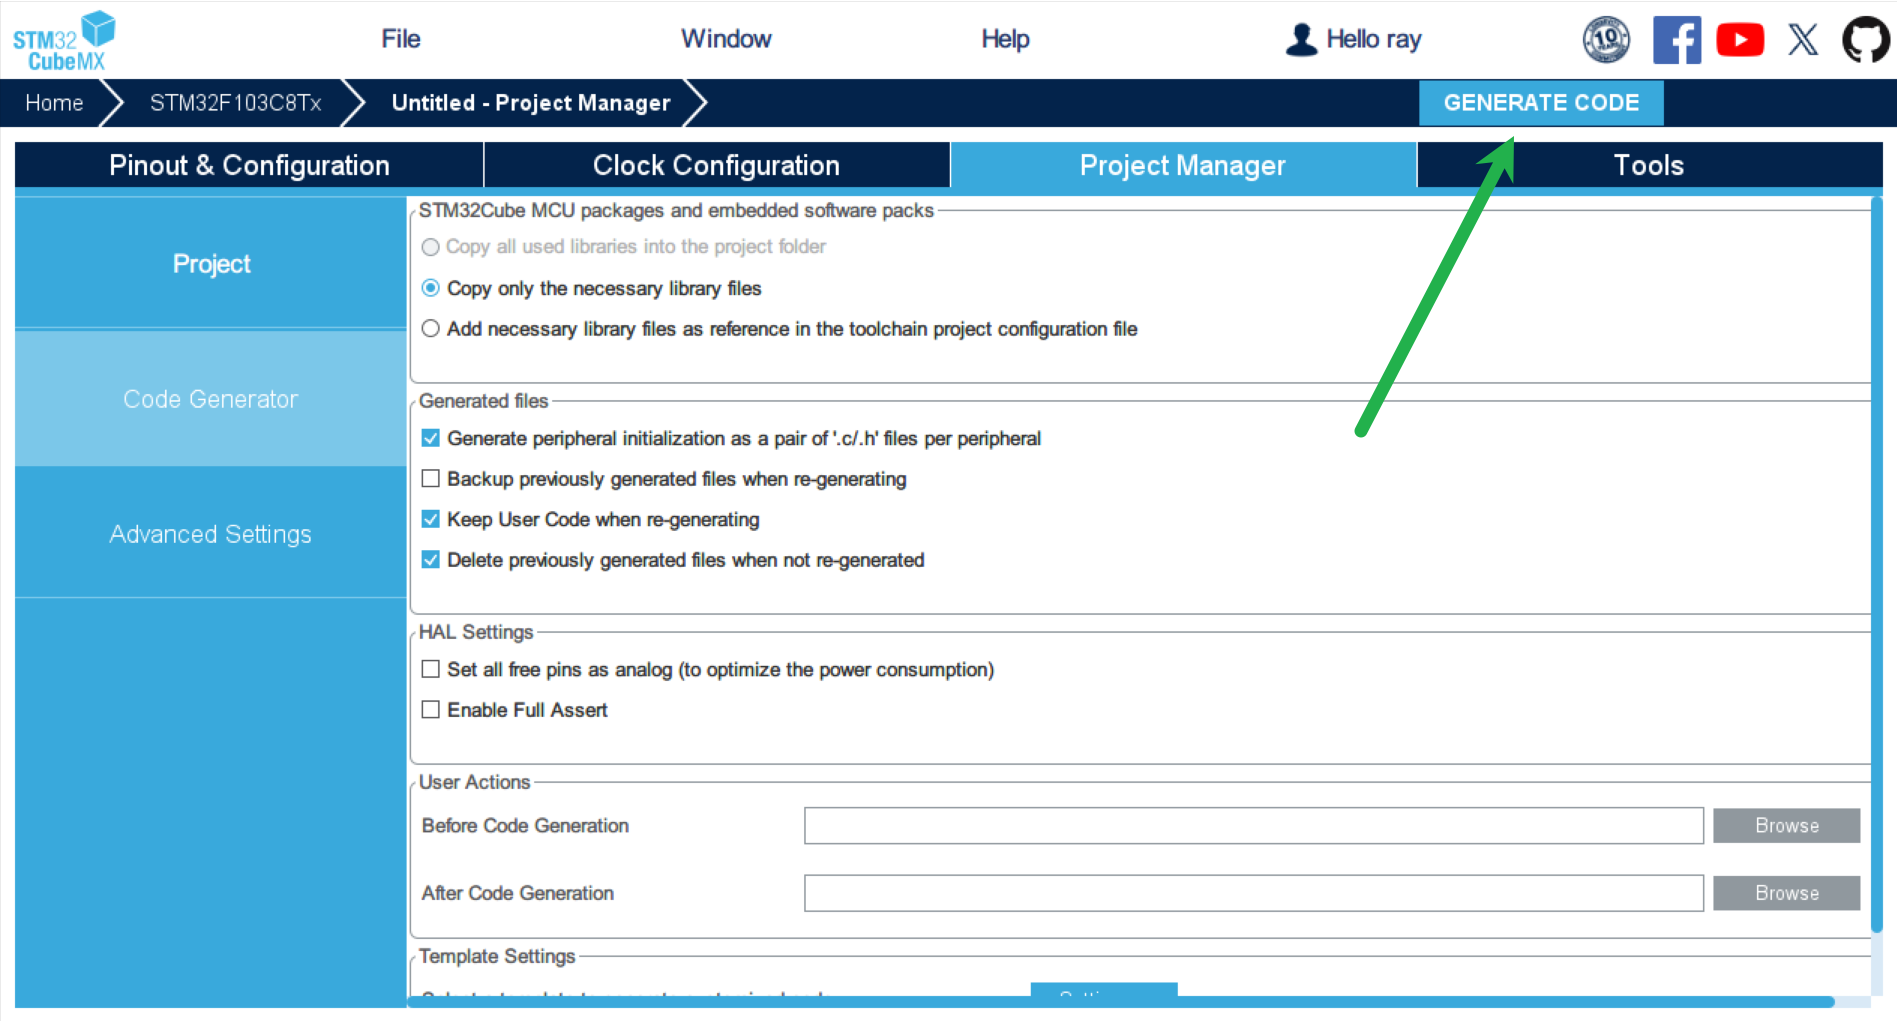 STM32
CubeMX
File
Window
Help
Hello ray
10
Home
STM32F103C8Tx
Untitled - Project Manager
GENERATE CODE
Pinout & Configuration
Clock Configuration
Project Manager
Tools
Project
Code Generator
Advanced Settings
STM32Cube MCU packages and embedded software packs
Copy all used libraries into the project folder
Copy only the necessary library files
Add necessary library files as reference in the toolchain project configuration file
Generated files
Generate peripheral initialization as a pair of '.c/.h' files per peripheral
Backup previously generated files when re-generating
Keep User Code when re-generating
Delete previously generated files when not re-generated
HAL Settings
Set all free pins as analog (to optimize the power consumption)
Enable Full Assert
User Actions
Before Code Generation
Browse
After Code Generation
Browse
Template Settings